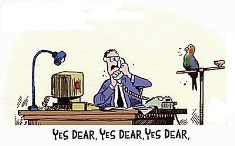 YES DEAR, YES DEAR, YES DEAR,